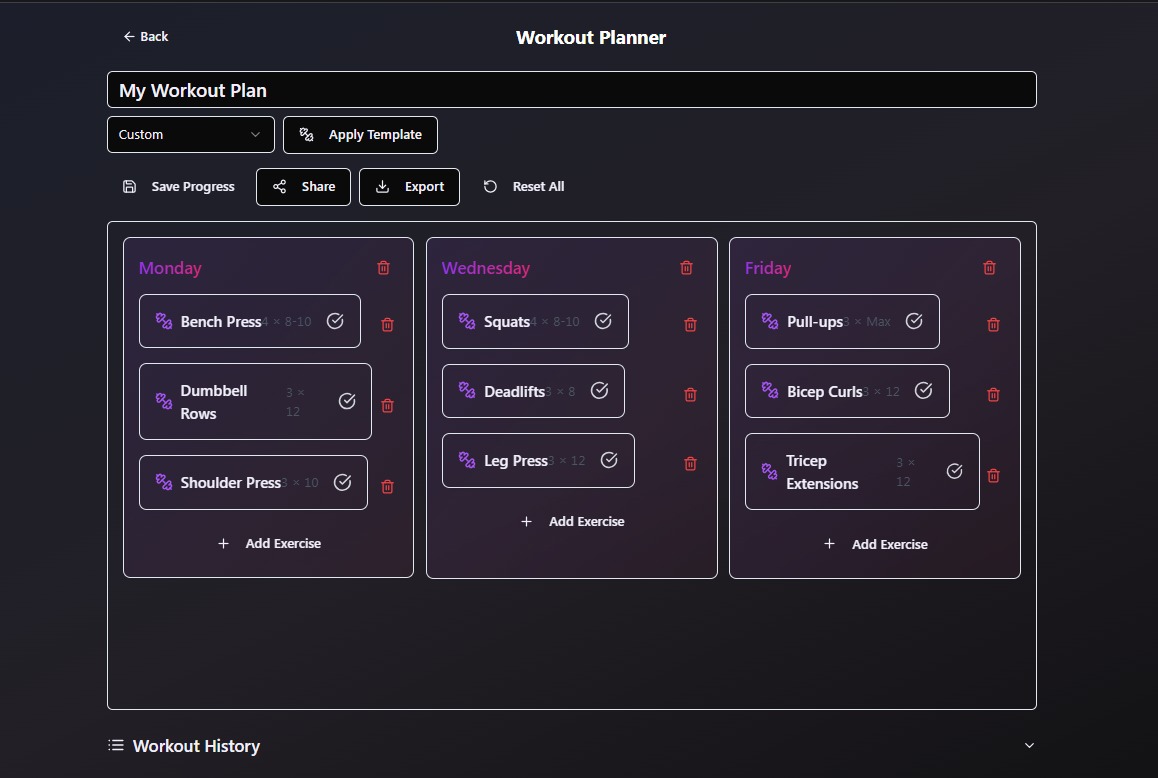 Back
Workout Planner
My Workout Plan
Custom
Apply Template
Save Progress
Share
Export
Reset All
Monday
Bench Press 4 × 8-10
Dumbbell
Rows
3 ×
12
Shoulder Press 3 × 10
Add Exercise
Wednesday
Squats 4 × 8-10
Deadlifts 3 × 8
Leg Press 3 × 12
Add Exercise
Friday
Pull-ups 3 × Max
Bicep Curls 3 × 12
Tricep
Extensions
3 ×
12
Add Exercise
Workout History